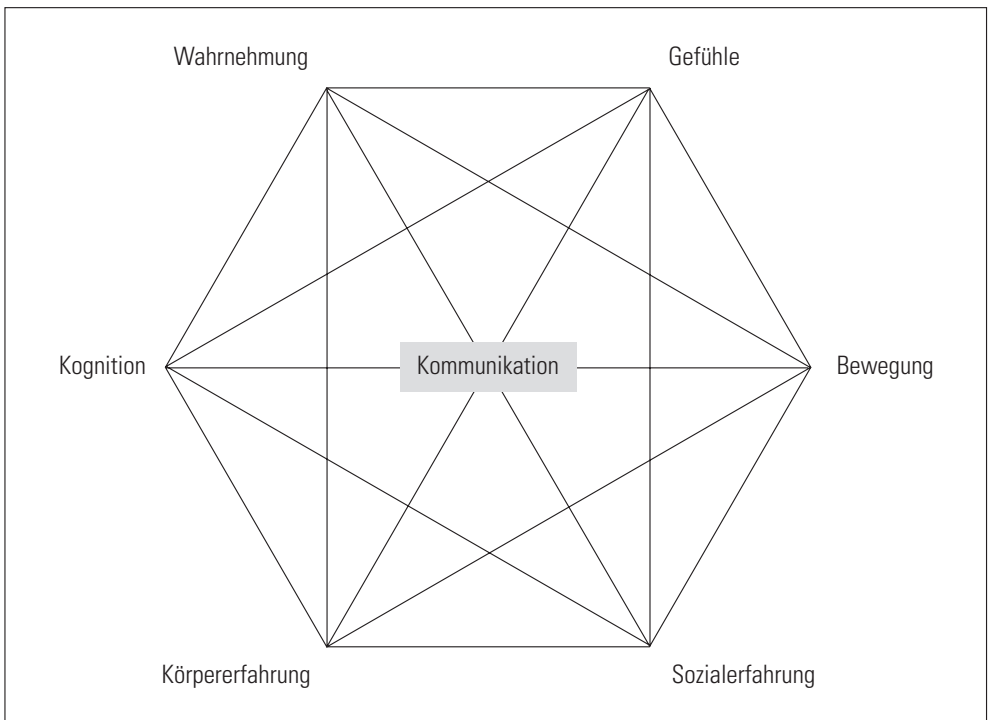 Wahrnehmung
Gefühle
Kognition
Kommunikation
Bewegung
Körpererfahrung
Sozialerfahrung